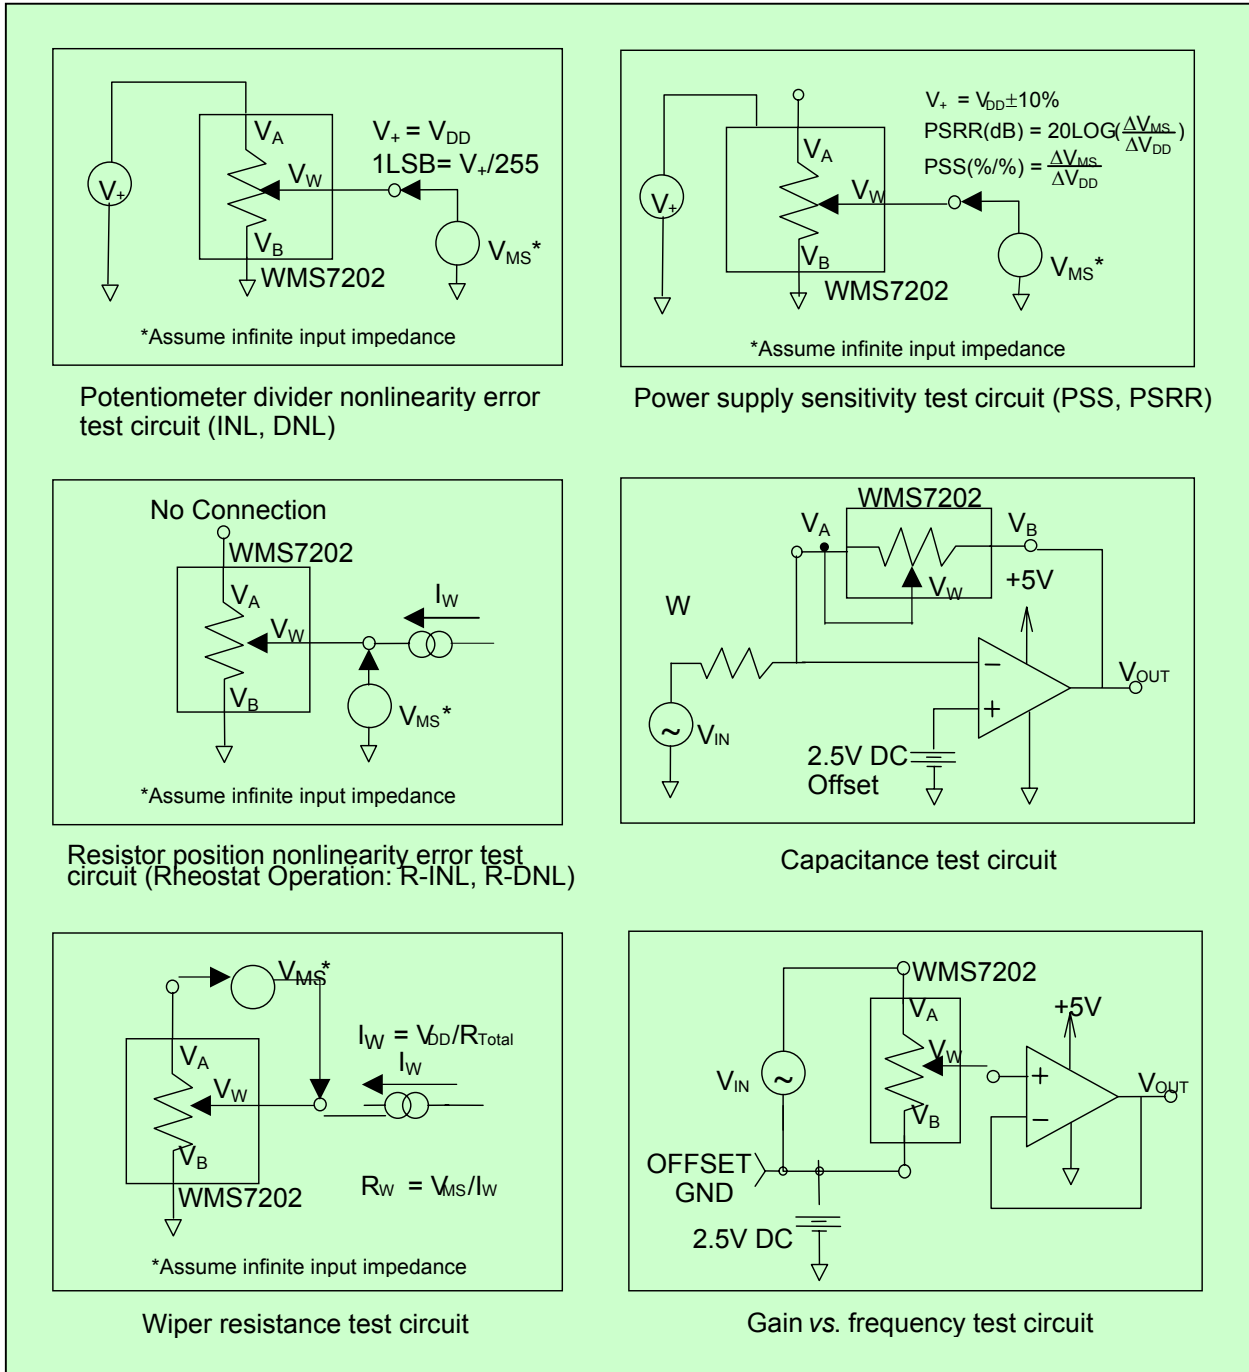 V+ = VDD
1LSB= V+/255
VA
VW
V+
VB
VMS*
WMS7202
*Assume infinite input impedance
Potentiometer divider nonlinearity error
test circuit (INL, DNL)
V+ = VDD±10%
PSRR(dB) = 20LOG(ΔVMS/ΔVDD)
PSS(%/%) = ΔVMS/ΔVDD
VA
VW
V+
VB
VMS*
WMS7202
*Assume infinite input impedance
Power supply sensitivity test circuit (PSS, PSRR)
No Connection
WMS7202
VA
IW
VW
VB
VMS*
*Assume infinite input impedance
Resistor position nonlinearity error test
circuit (Rheostat Operation: R-INL, R-DNL)
WMS7202
VA
VB
VW
+5V
W
−
VOUT
+
~
VIN
2.5V DC
Offset
Capacitance test circuit
VMS*
IW = VDD/RTotal
VA
IW
VW
VB
RW = VMS/IW
WMS7202
*Assume infinite input impedance
Wiper resistance test circuit
WMS7202
VA
+5V
VW
VIN
~
+
VOUT
−
VB
OFFSET
GND
2.5V DC
Gain vs. frequency test circuit